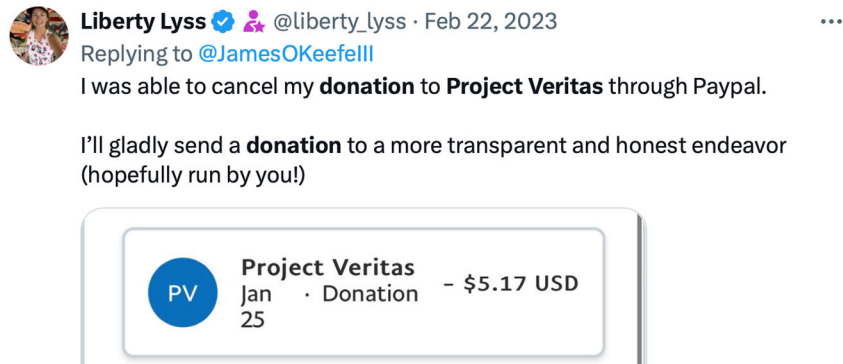 Liberty Lyss @liberty_lyss · Feb 22, 2023
Replying to @JamesOKeefeIII
I was able to cancel my donation to Project Veritas through Paypal.
I’ll gladly send a donation to a more transparent and honest endeavor
(hopefully run by you!)
Project Veritas
PV
Jan · Donation - $5.17 USD
25